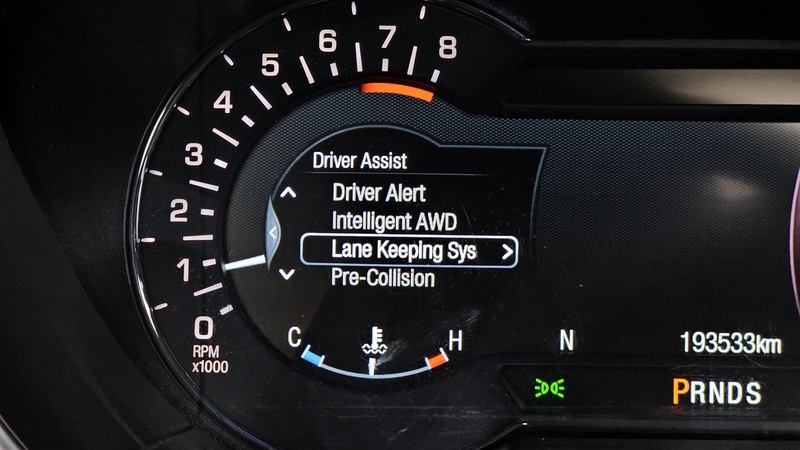 8
7
6
5
4
3
2
1
0
RPM
x1000
Driver Assist
Driver Alert
Intelligent AWD
Lane Keeping Sys
Pre-Collision
C H
N 193533km
PRNDS